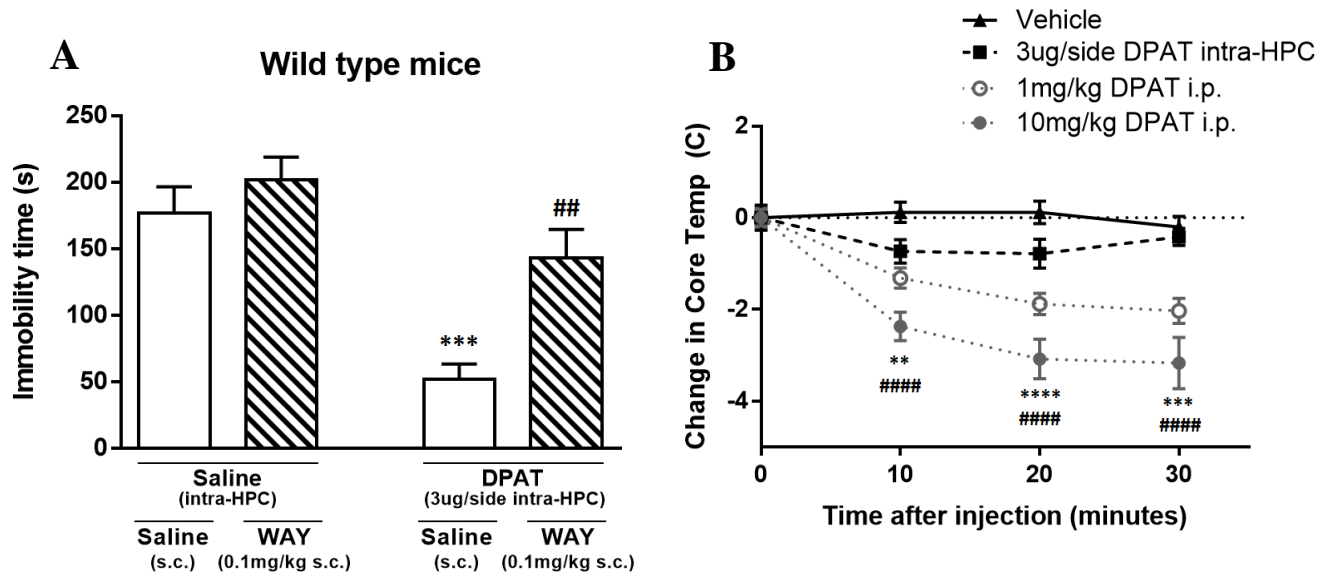 A
Wild type mice
Immobility time (s)
250
200
150
100
50
0
***
##
Saline
(intra-HPC)
DPAT
(3ug/side intra-HPC)
Saline
(s.c.)
WAY
(0.1mg/kg s.c.)
Saline
(s.c.)
WAY
(0.1mg/kg s.c.)
B
Vehicle
3ug/side DPAT intra-HPC
1mg/kg DPAT i.p.
10mg/kg DPAT i.p.
Change in Core Temp (C)
2
0
-2
-4
**
####
****
####
***
####
0
10
20
30
Time after injection (minutes)